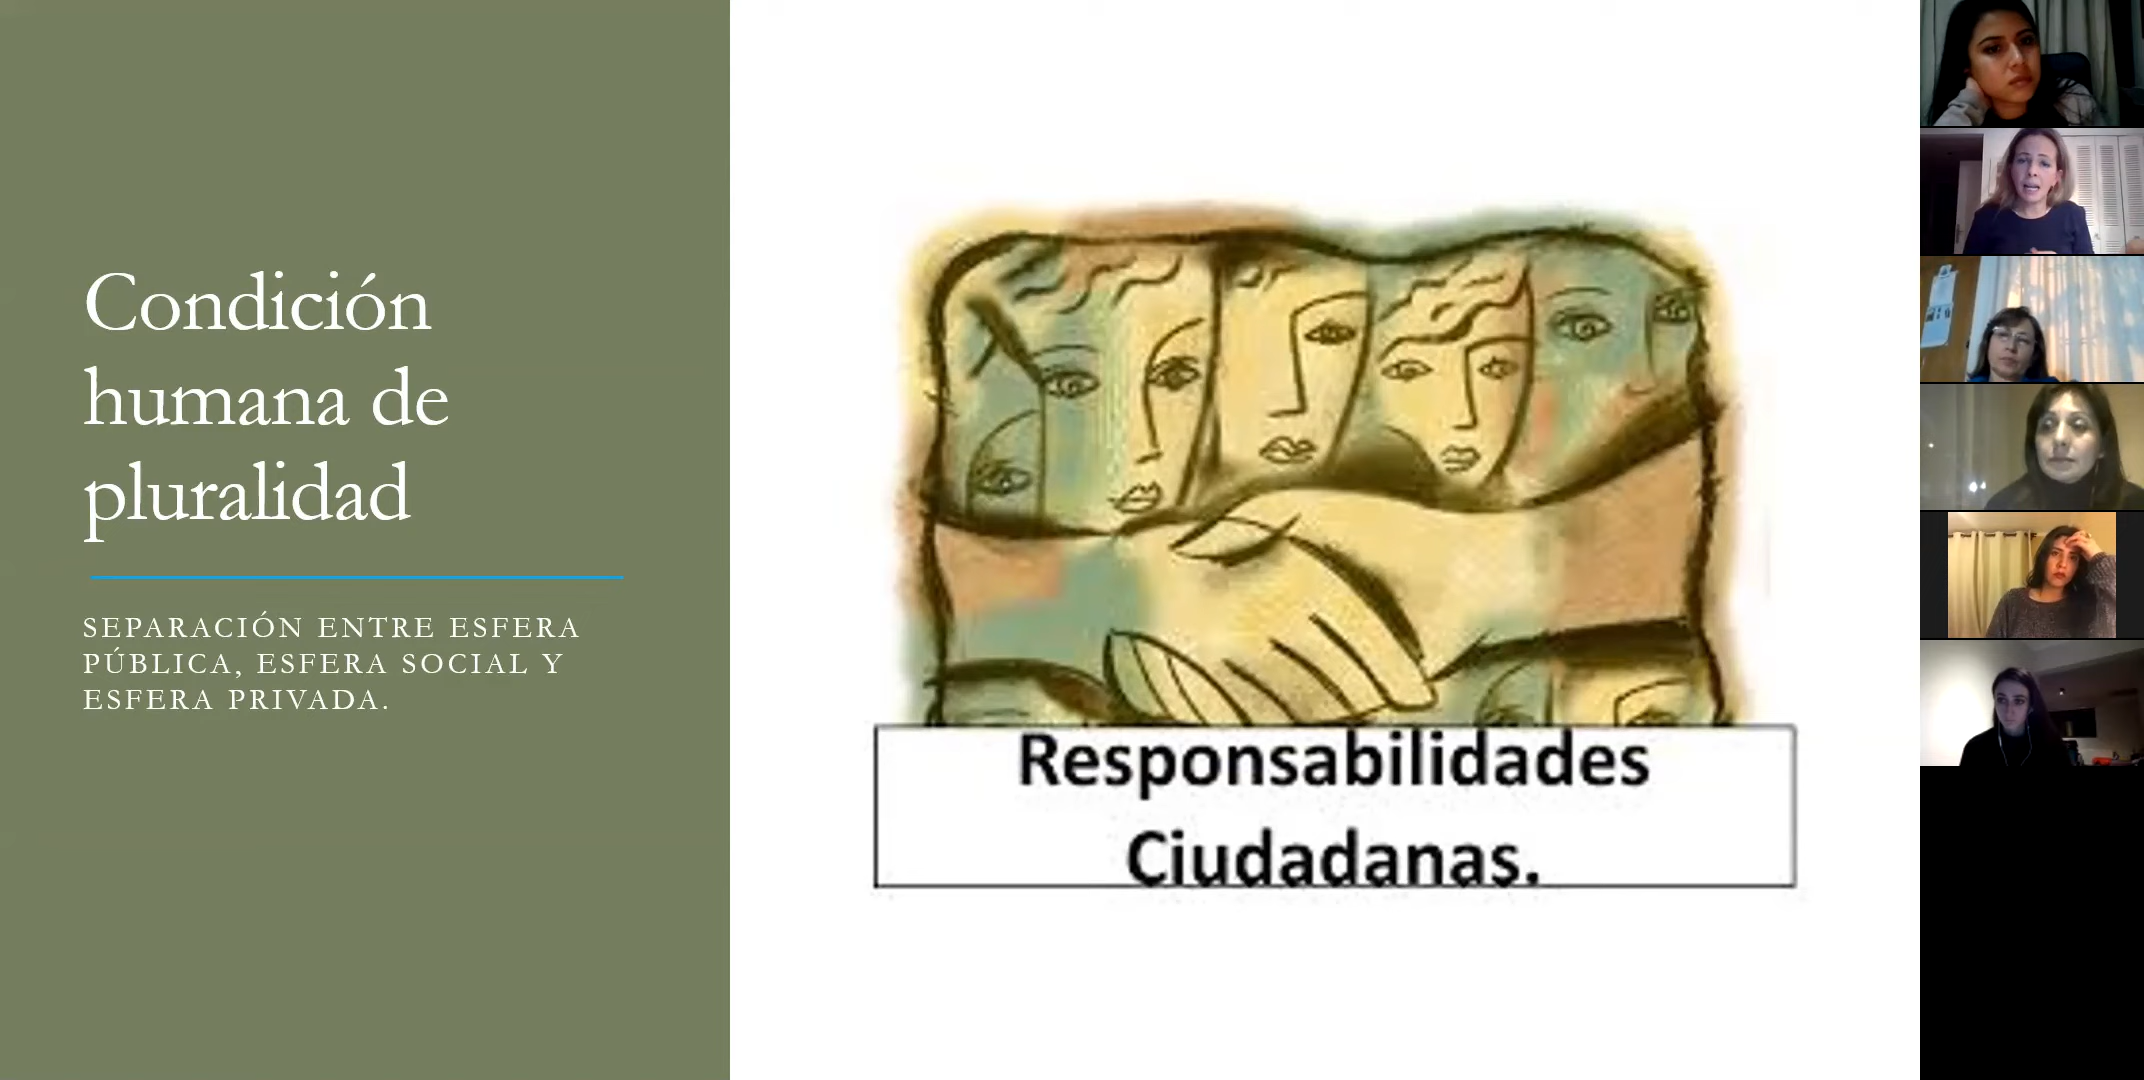 Condición
humana de
pluralidad
SEPARACIÓN ENTRE ESFERA
PÚBLICA, ESFERA SOCIAL Y
ESFERA PRIVADA.
Responsabilidades
Ciudadanas.